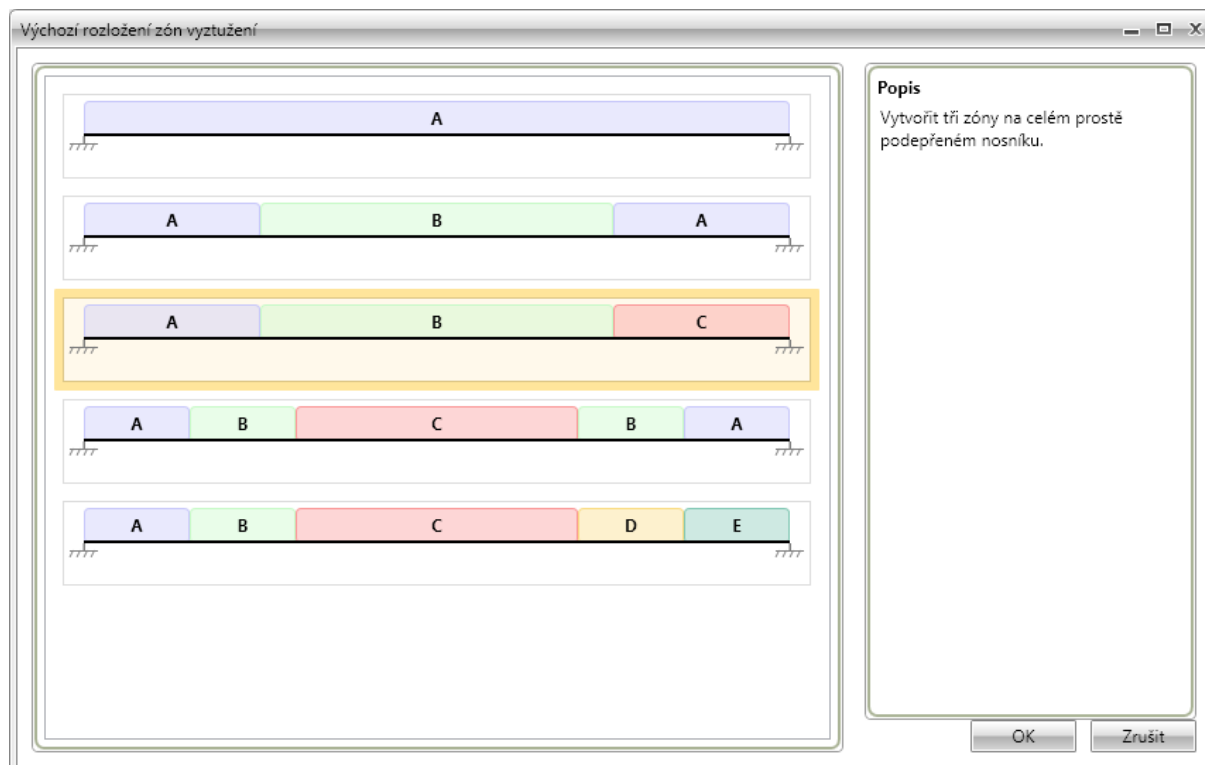 Výchozí rozložení zón vyztužení
A
A B A
A B C
A B C B A
A B C D E
Popis
Vytvořit tři zóny na celém prostě
podepřeném nosníku.
OK Zrušit